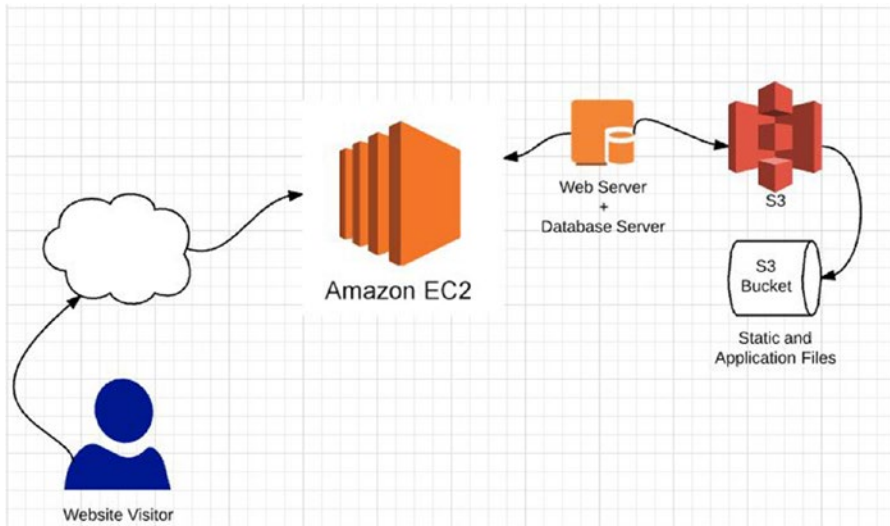 Amazon EC2
Web Server
+
Database Server
S3
S3
Bucket
Static and
Application Files
Website Visitor